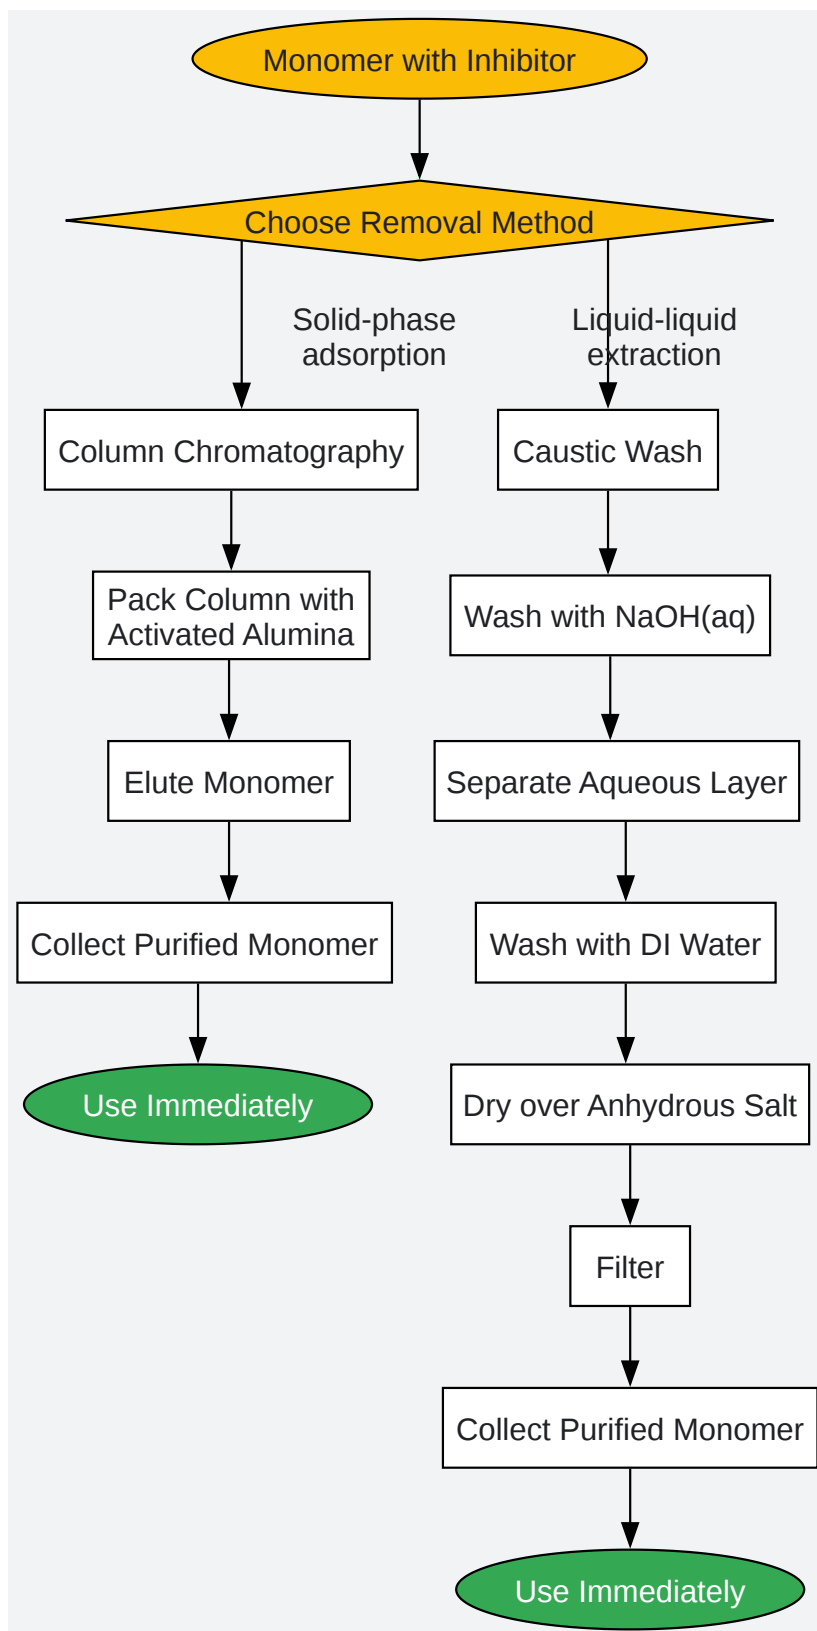 Monomer with Inhibitor
Choose Removal Method
Solid-phase
adsorption
Liquid-liquid
extraction
Column Chromatography
Caustic Wash
Pack Column with
Activated Alumina
Wash with NaOH(aq)
Elute Monomer
Separate Aqueous Layer
Collect Purified Monomer
Wash with DI Water
Use Immediately
Dry over Anhydrous Salt
Filter
Collect Purified Monomer
Use Immediately